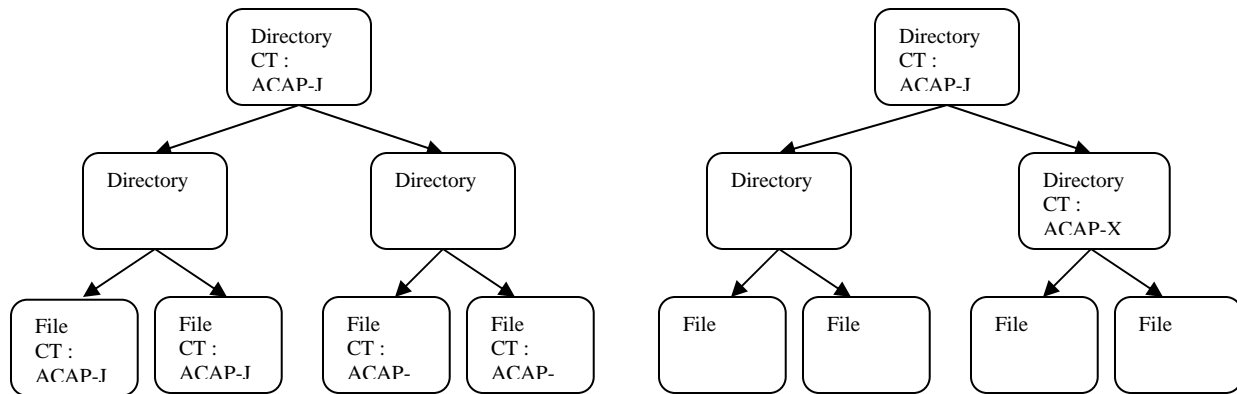 Directory
CT :
ACAP-J
Directory
CT :
ACAP-J
Directory
Directory
Directory
Directory
CT :
ACAP-X
File
CT :
ACAP-J
File
CT :
ACAP-J
File
CT :
ACAP-
File
CT :
ACAP-
File
File
File
File